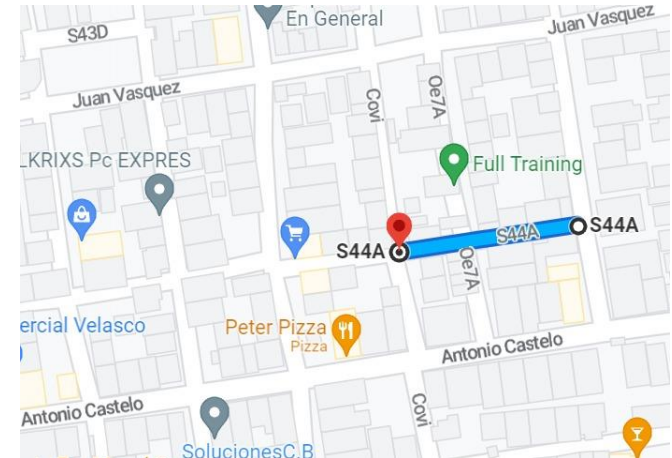 En General
Juan Vasquez
S43D
Juan Vasquez
Covi
Oe7A
LKRIXS Pc EXPRES
Full Training
S44A
S44A
S44A
Oe7A
ercial Velasco
Peter Pizza
Pizza
Antonio Castelo
Antonio Castelo
Covi
SolucionesC.B